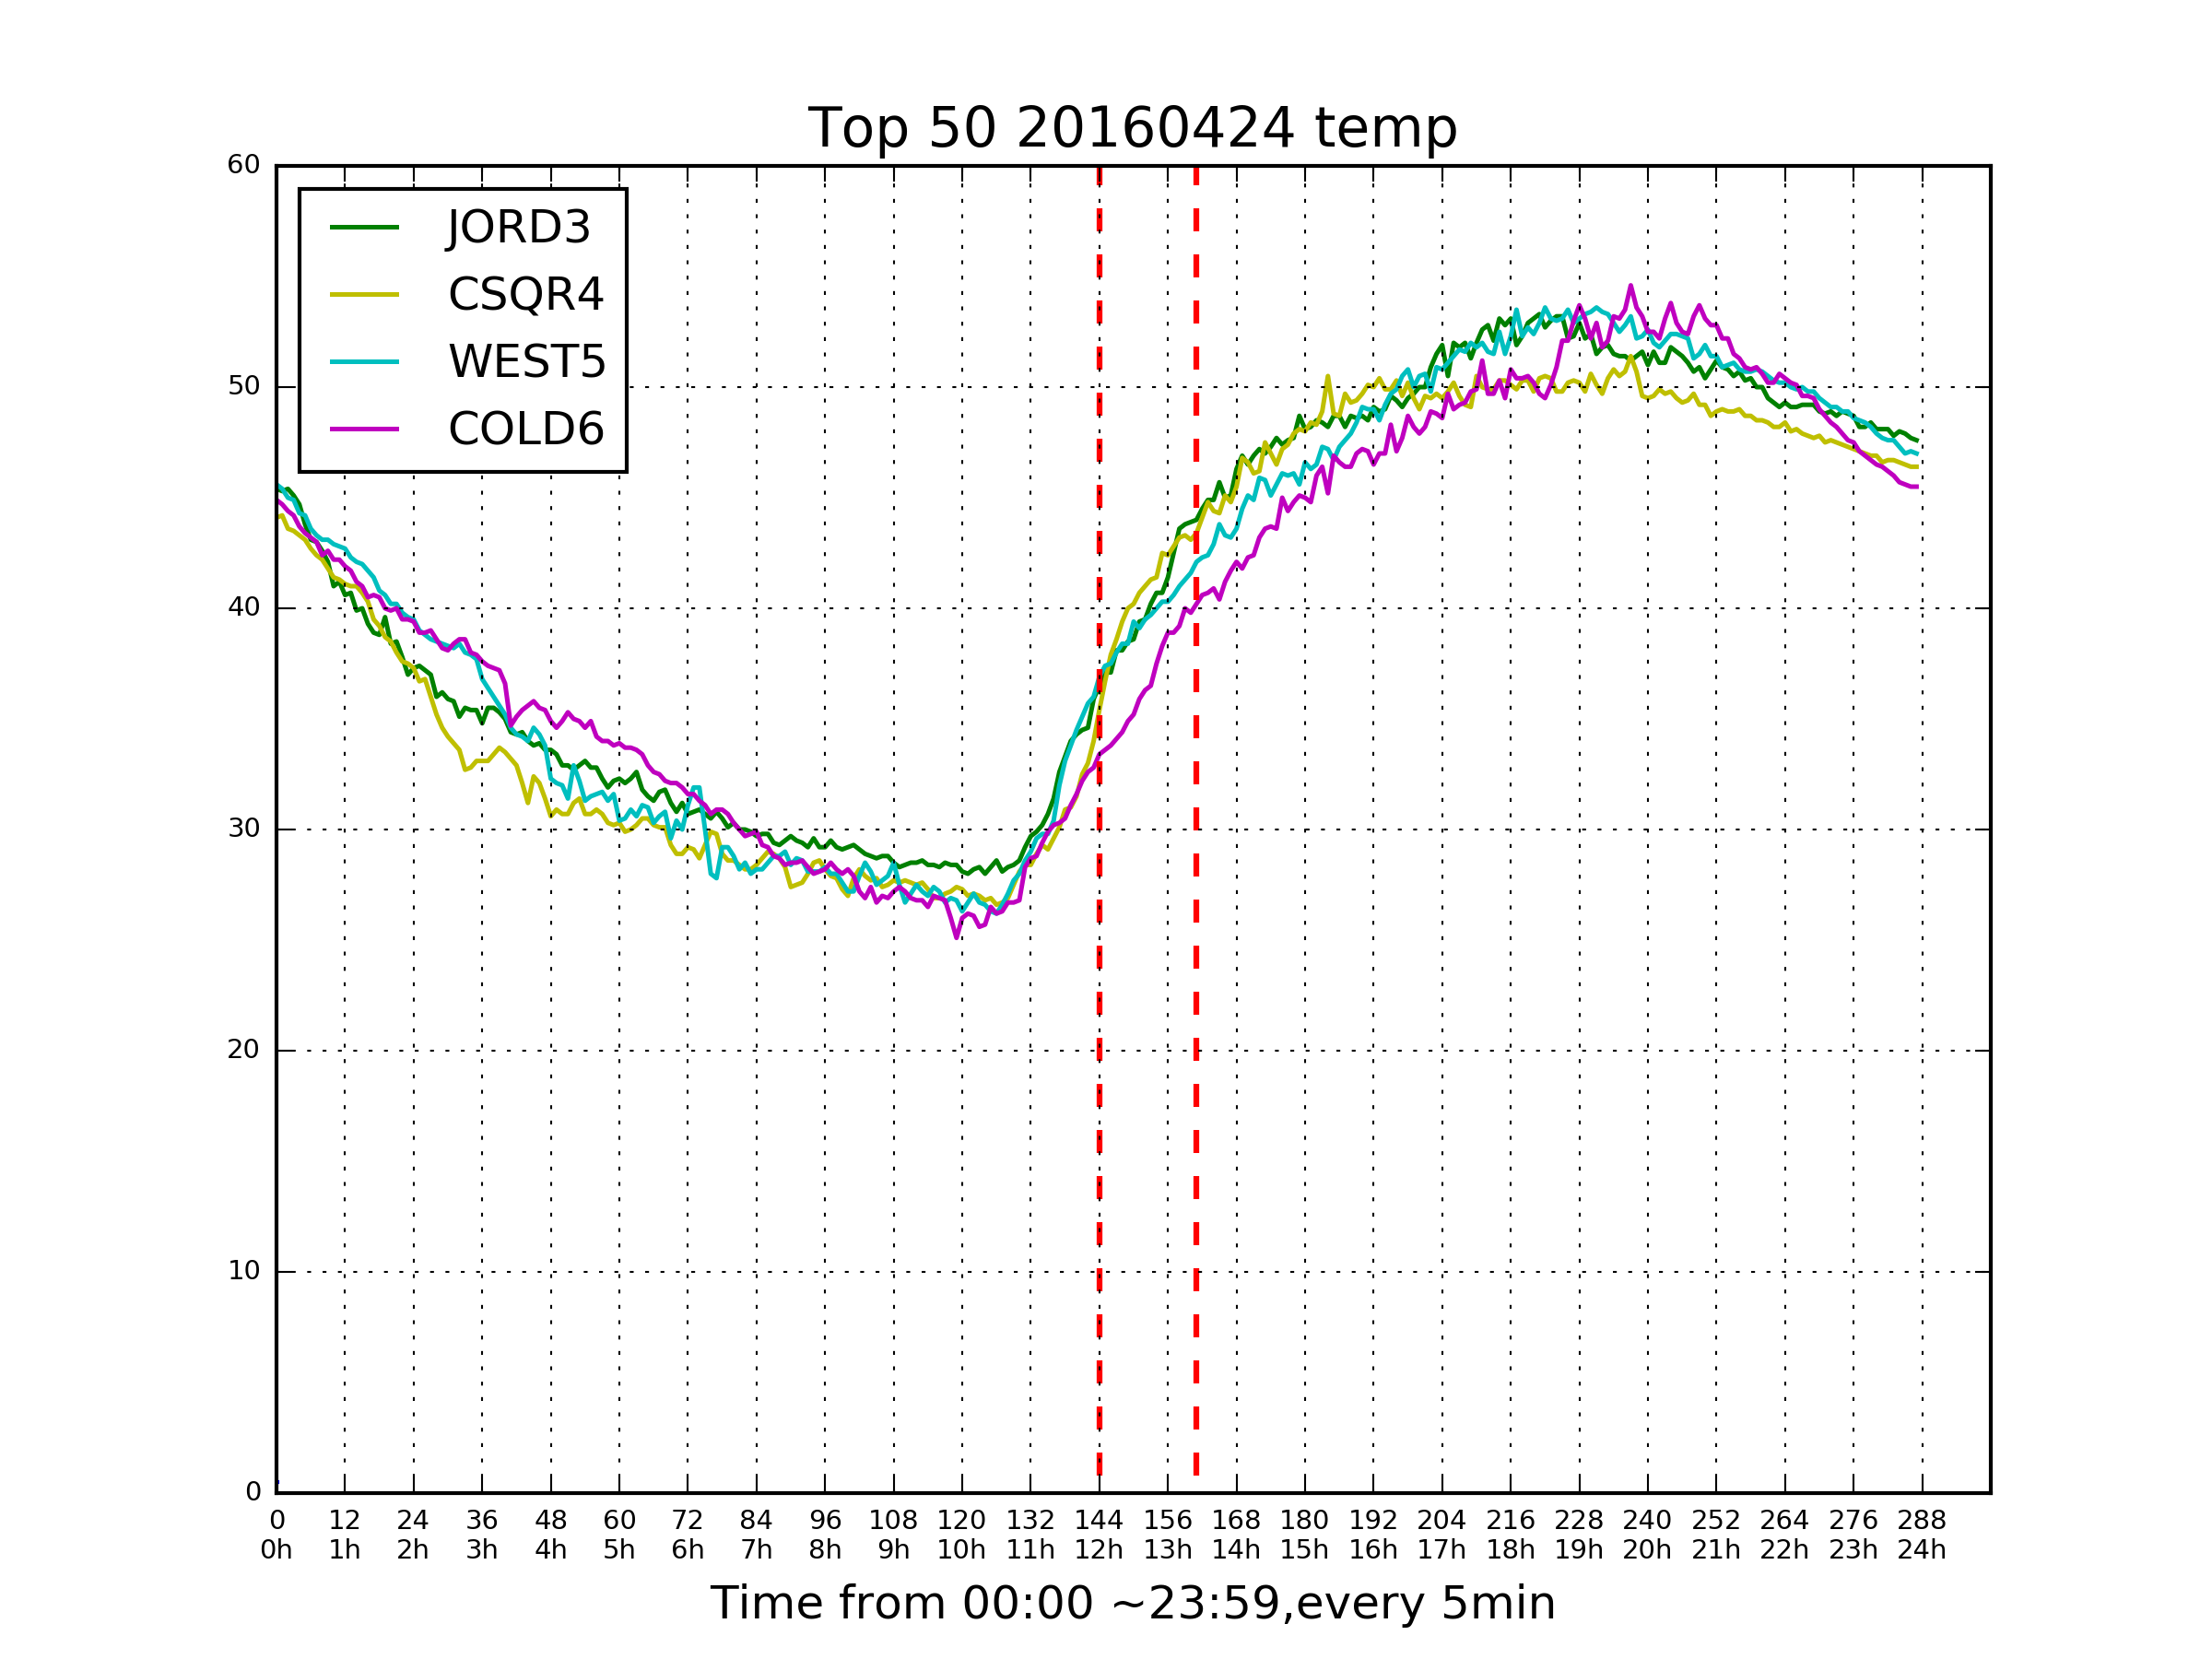 Top 50 20160424 temp
60
50
40
30
20
10
0
JORD3
CSQR4
WEST5
COLD6
0 12 24 36 48 60 72 84 96 108 120 132 144 156 168 180 192 204 216 228 240 252 264 276 288
0h 1h 2h 3h 4h 5h 6h 7h 8h 9h 10h 11h 12h 13h 14h 15h 16h 17h 18h 19h 20h 21h 22h 23h 24h
Time from 00:00 ~23:59,every 5min